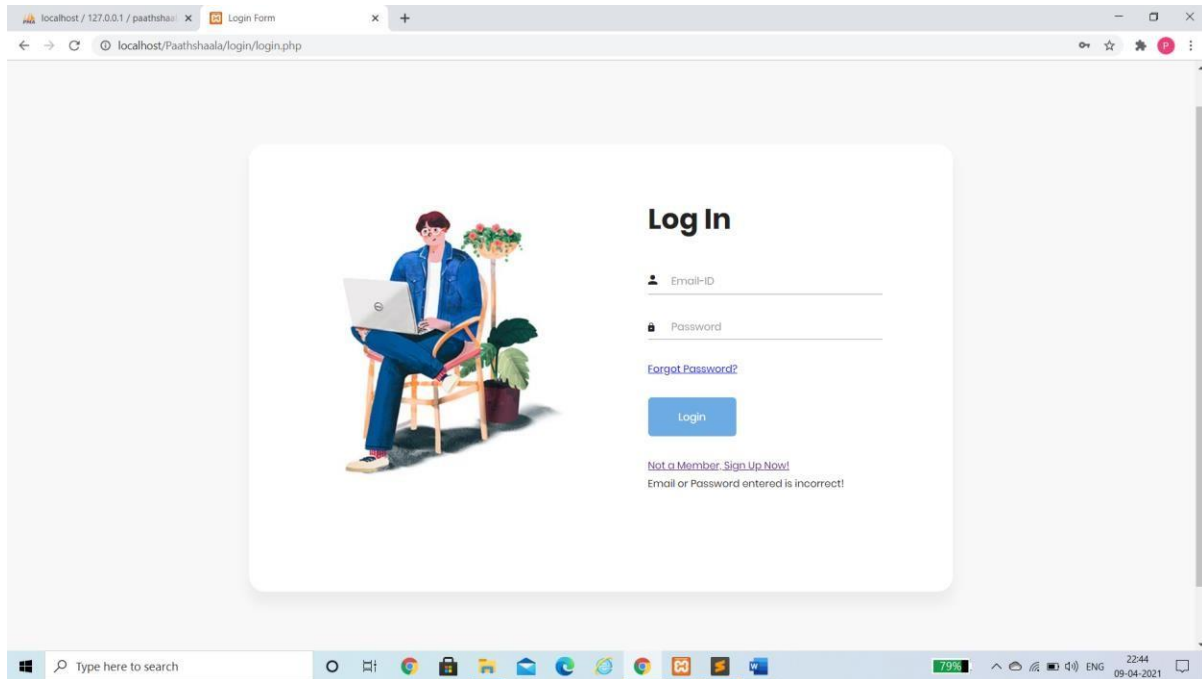 localhost / 127.0.0.1 / paathshaal
Login Form
localhost/Paathshaala/login/login.php
P
Log In
Email-ID
Password
Forgot Password?
Login
Not a Member, Sign Up Now!
Email or Password entered is incorrect!
Type here to search
79%
ENG
22:44
09-04-2021